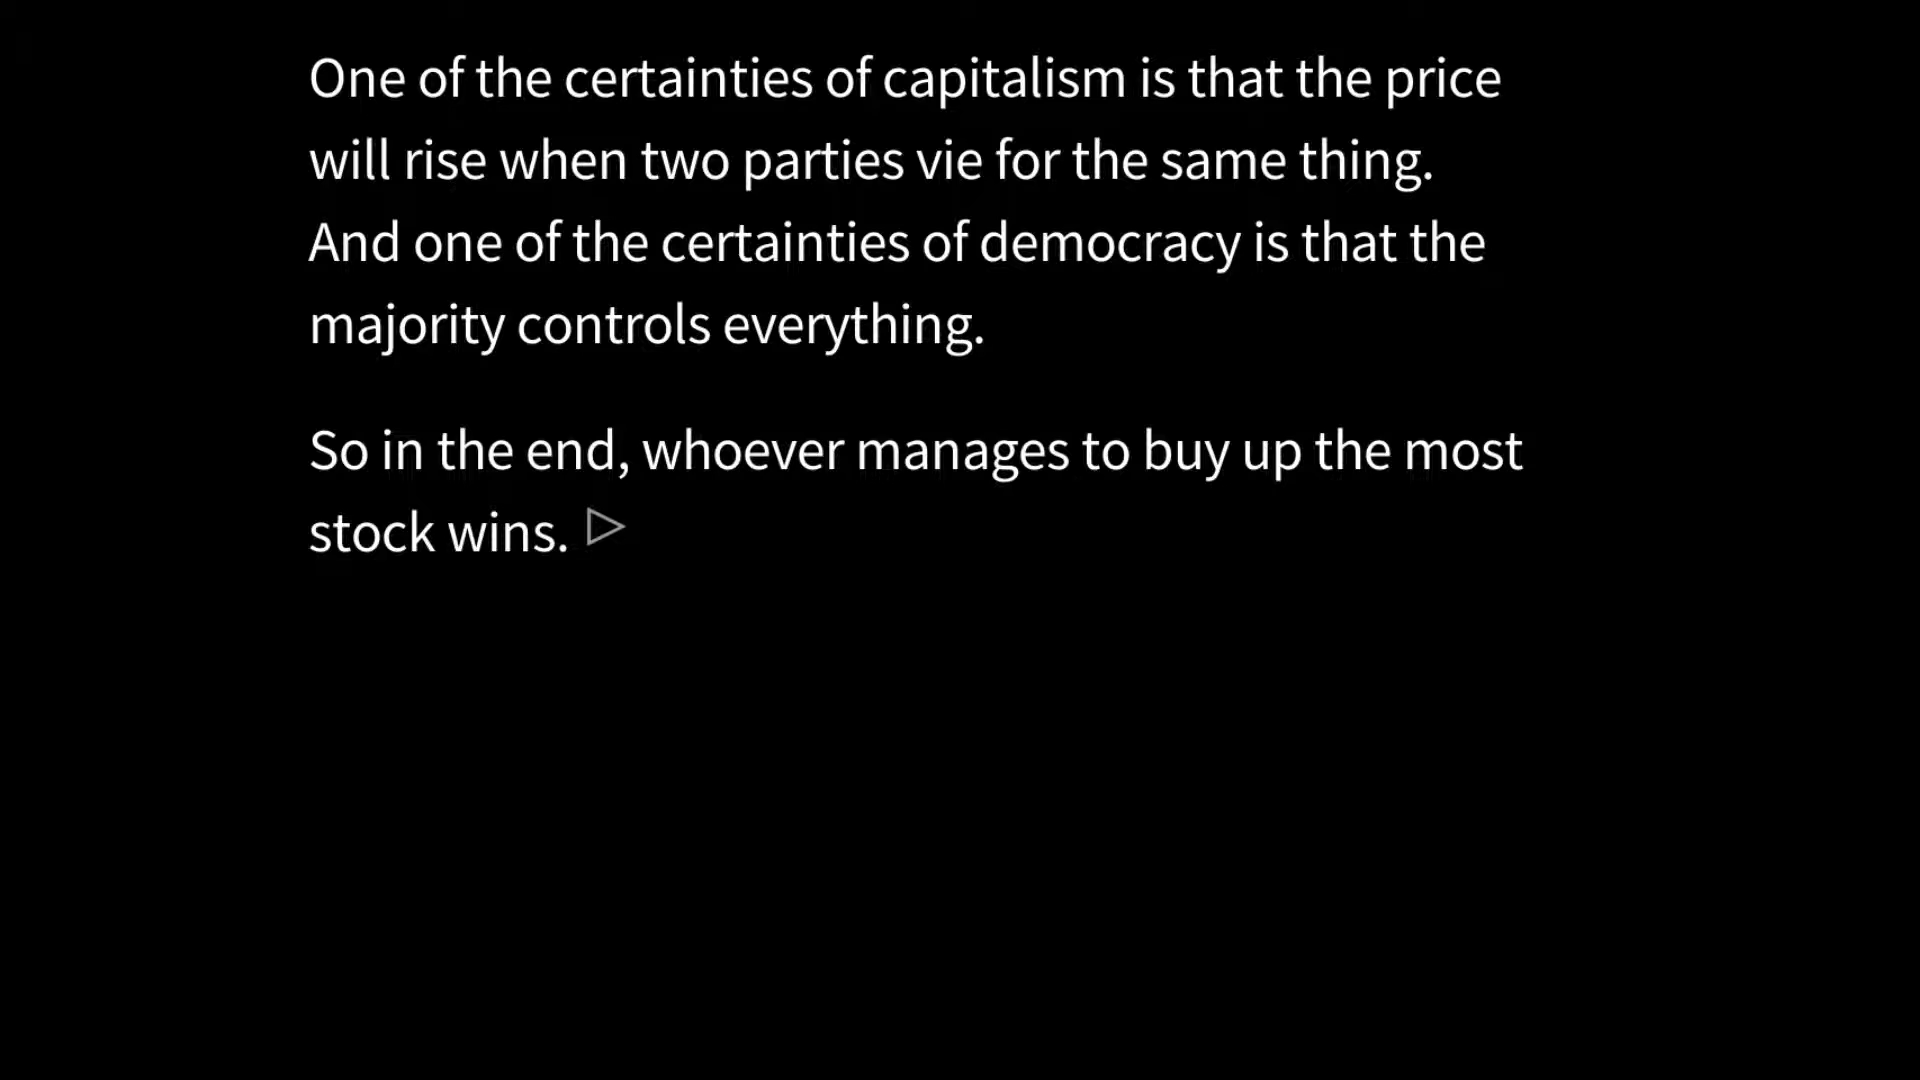 One of the certainties of capitalism is that the price
will rise when two parties vie for the same thing.
And one of the certainties of democracy is that the
majority controls everything.
So in the end, whoever manages to buy up the most
stock wins.